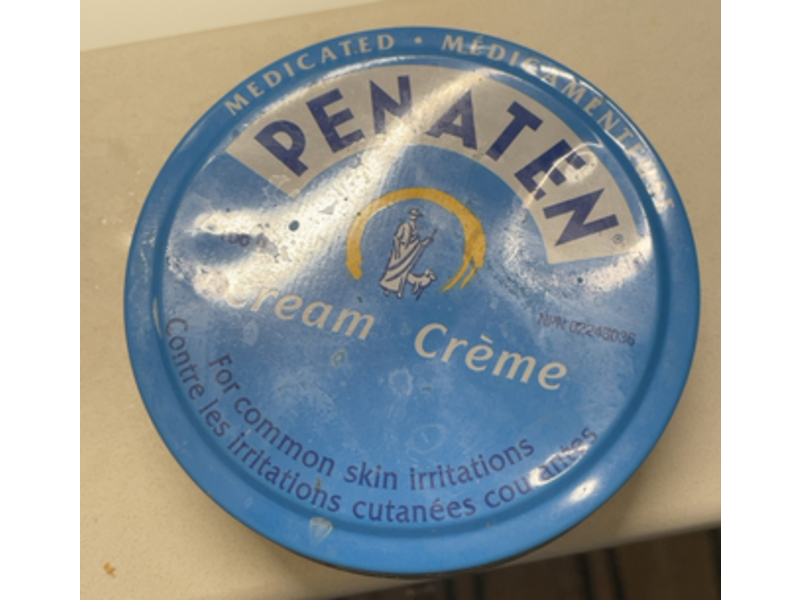 MEDICATED • MÉDICAMENTEUSE
PENATEN®
Cream Crème
NPN 02243036
For common skin irritations
Contre les irritations cutanées courantes